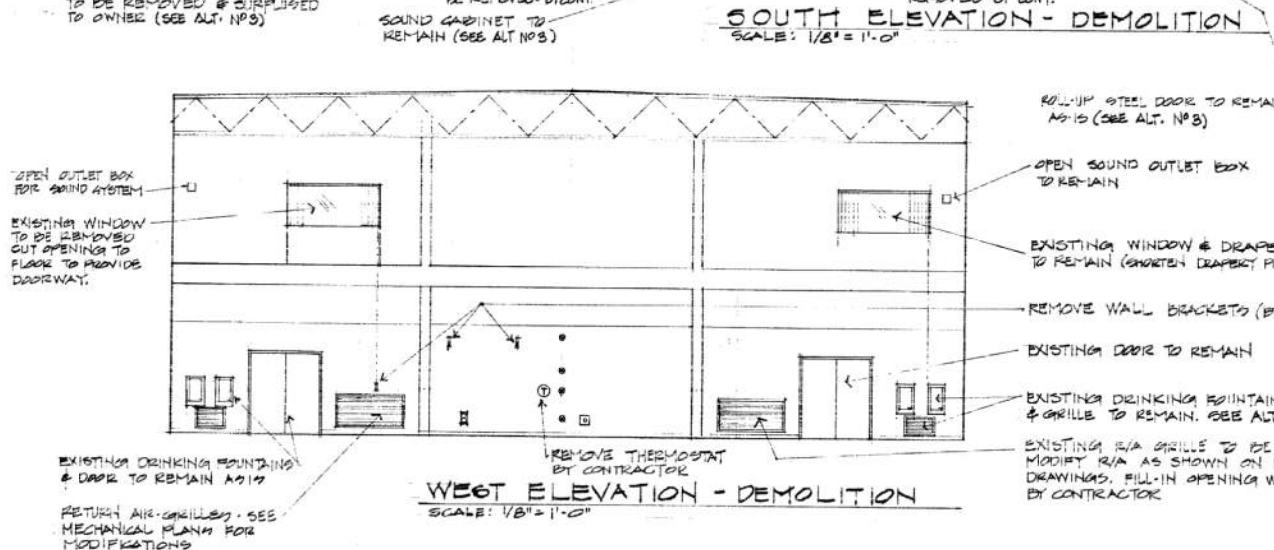 TO BE REMOVED & SURPLUSED
TO OWNER (SEE ALT. Nº3)
SOUND CABINET TO
REMAIN (SEE ALT Nº3)
SOUTH ELEVATION - DEMOLITION
SCALE: 1/8" = 1'-0"
OPEN OUTLET BOX
FOR SOUND SYSTEM
EXISTING WINDOW
TO BE REMOVED
CUT OPENING TO
FLOOR TO PROVIDE
DOORWAY.
ROLL-UP STEEL DOOR TO REMAI
AS-IS (SEE ALT. Nº3)
OPEN SOUND OUTLET BOX
TO REMAIN
EXISTING WINDOW & DRAPE
TO REMAIN (SHORTEN DRAPERY
REMOVE WALL BRACKETS
EXISTING DOOR TO REMAIN
EXISTING DRINKING FOUNTAIN
& GRILLE TO REMAIN. SEE ALT
EXISTING R/A GRILLE TO BE
MODIFY R/A AS SHOWN ON
DRAWINGS. FILL-IN OPENING
BY CONTRACTOR
T
EXISTING DRINKING FOUNTAINS
& DOOR TO REMAIN AS IS
RETURN AIR-GRILLES - SEE
MECHANICAL PLANS FOR
MODIFICATIONS
REMOVE THERMOSTAT
BY CONTRACTOR
WEST ELEVATION - DEMOLITION
SCALE: 1/8" = 1'-0"